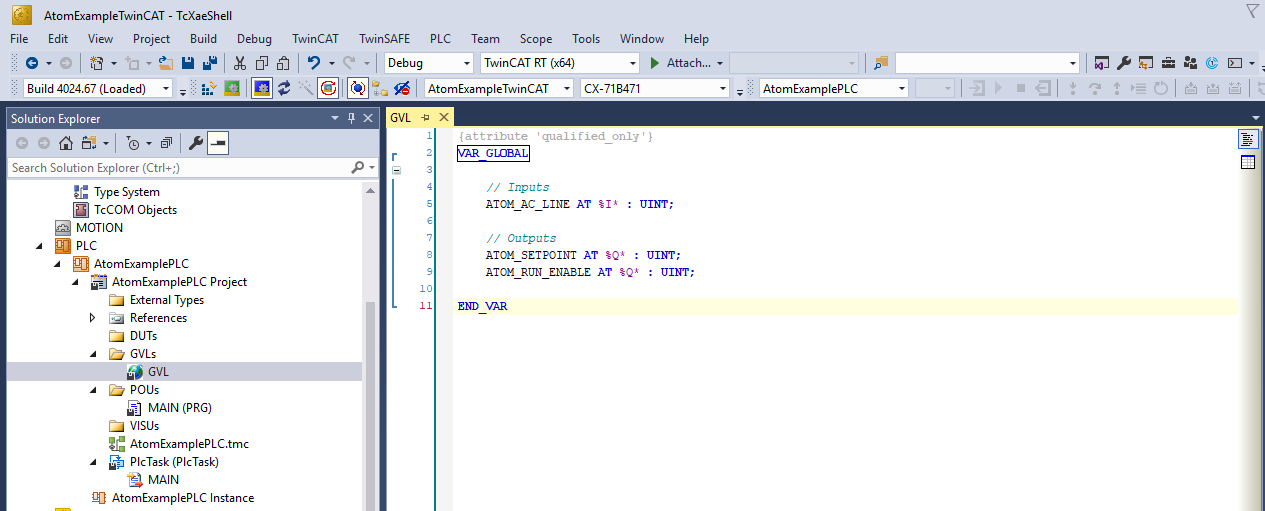 AtomExampleTwinCAT - TcXaeShell
File Edit View Project Build Debug TwinCAT TwinSAFE PLC Team Scope Tools Window Help
Debug TwinCAT RT (x64) Attach...
Build 4024.67 (Loaded) AtomExampleTwinCAT CX-71B471 AtomExamplePLC
Solution Explorer
Search Solution Explorer (Ctrl+;)
Type System
TcCOM Objects
MOTION
PLC
AtomExamplePLC
AtomExamplePLC Project
External Types
References
DUTs
GVLs
GVL
POUs
MAIN (PRG)
VISUs
AtomExamplePLC.tmc
PlcTask (PlcTask)
MAIN
AtomExamplePLC Instance
GVL
1 {attribute 'qualified_only'}
2 VAR_GLOBAL
3
4 // Inputs
5 ATOM_AC_LINE AT %I* : UINT;
6
7 // Outputs
8 ATOM_SETPOINT AT %Q* : UINT;
9 ATOM_RUN_ENABLE AT %Q* : UINT;
10
11 END_VAR